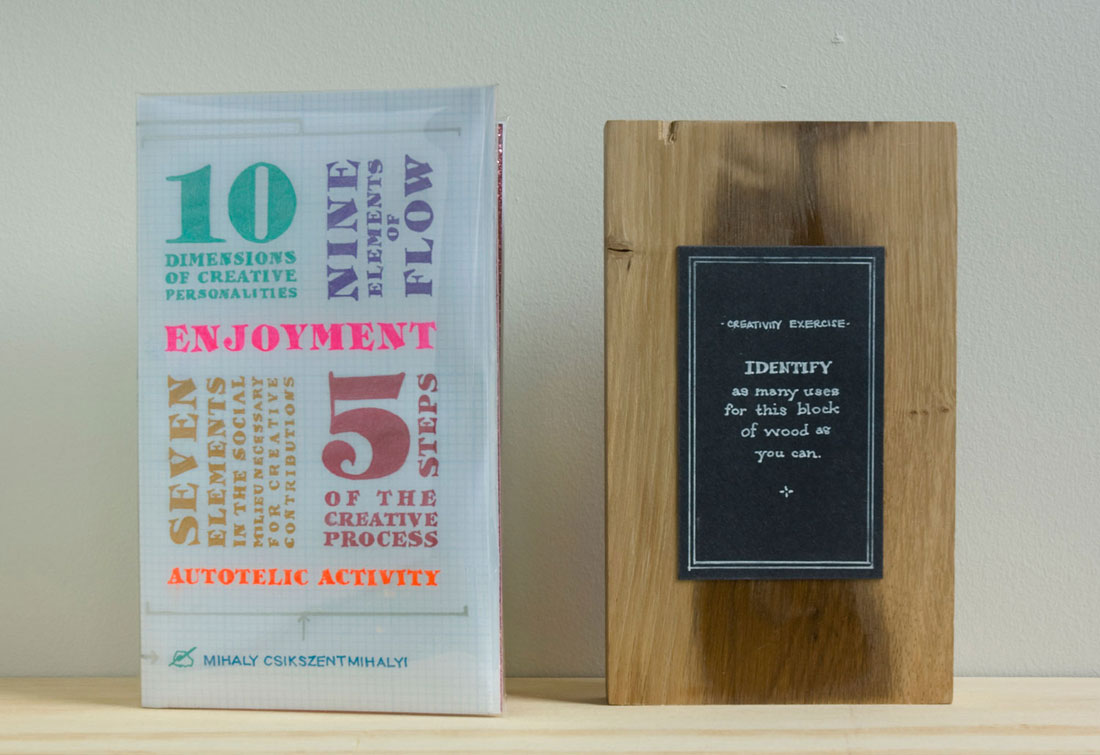 10
DIMENSIONS
OF CREATIVE
PERSONALITIES
NINE
ELEMENTS
OF
FLOW
ENJOYMENT
SEVEN
ELEMENTS
IN THE SOCIAL
MILIEU NECESSARY
FOR CREATIVE
CONTRIBUTIONS
5
STEPS
OF THE
CREATIVE
PROCESS
AUTOTELIC ACTIVITY
MIHALY CSIKSZENTMIHALYI
-CREATIVITY EXERCISE-
IDENTIFY
as many uses
for this block
of wood as
you can.